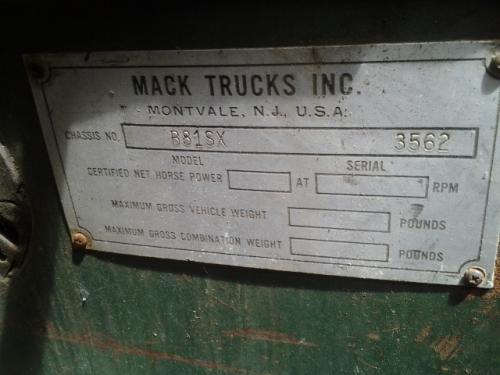 MACK TRUCKS INC.
MONTVALE, N.J., U.S.A.
CHASSIS NO. B81SX 3562
MODEL SERIAL
CERTIFIED NET HORSE POWER AT RPM
MAXIMUM GROSS VEHICLE WEIGHT POUNDS
MAXIMUM GROSS COMBINATION WEIGHT POUNDS